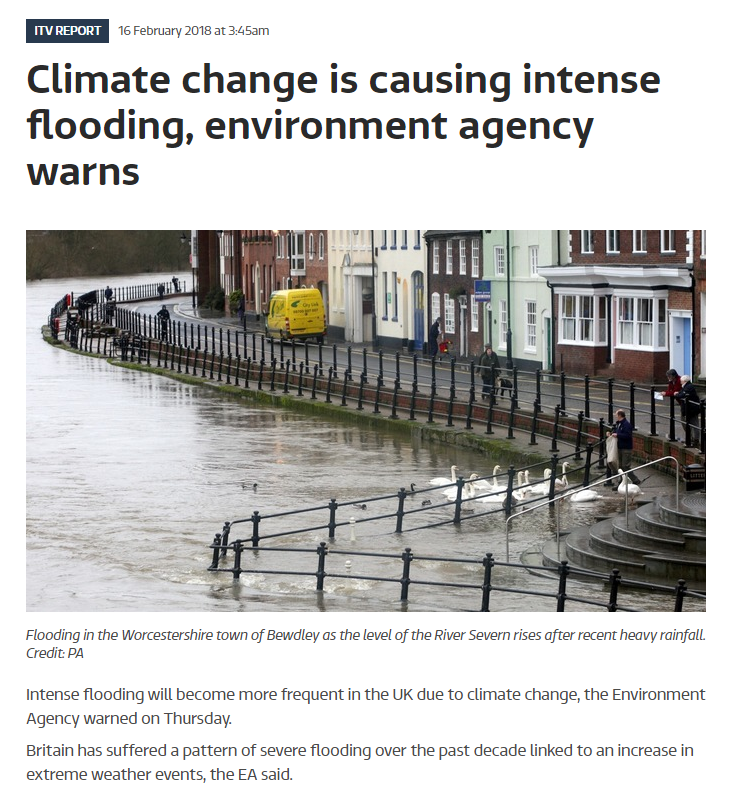 ITV REPORT 16 February 2018 at 3:45am
Climate change is causing intense
flooding, environment agency
warns
Flooding in the Worcestershire town of Bewdley as the level of the River Severn rises after recent heavy rainfall.
Credit: PA
Intense flooding will become more frequent in the UK due to climate change, the Environment
Agency warned on Thursday.
Britain has suffered a pattern of severe flooding over the past decade linked to an increase in
extreme weather events, the EA said.